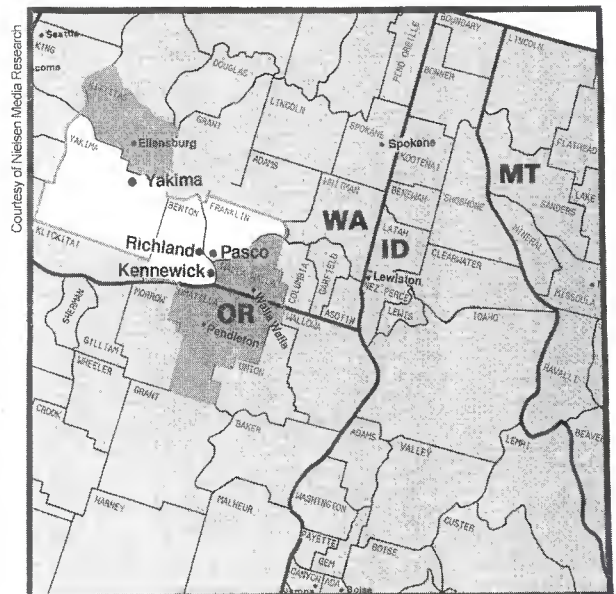 Courtesy of Nielsen Media Research
Seattle
KING
coma
DOUGLAS
LINCOLN
PEND OREILLE
BOUNDARY
BONNER
LINCOLN
KITTITAS
Ellensburg
GRANT
SPOKANE
Spokane
KOOTENAI
FLATHEAD
YAKIMA
ADAMS
WHITMAN
BENEWAH
SHOSHONE
MT
LAKE
SANDERS
Yakima
BENTON
FRANKLIN
WA
LATAH
ID
CLEARWATER
MINERAL
KLICKITAT
Richland
Pasco
Kennewick
WALLA WALLA
COLUMBIA
GARFIELD
ASOTIN
Lewiston
NEZ PERCE
LEWIS
IDAHO
MISSOULA
SHERMAN
MORROW
UMATILLA
OR
Walla Walla
Pendleton
WALLOWA
GILLIAM
UNION
RAVALLI
WHEELER
GRANT
CROOK
BAKER
ADAMS
VALLEY
LEMHI
BEAVER
HARNEY
MALHEUR
WASHINGTON
CUSTER
PAYETTE
GEM
BOISE
CANYON
ADA
Nampa
Boise